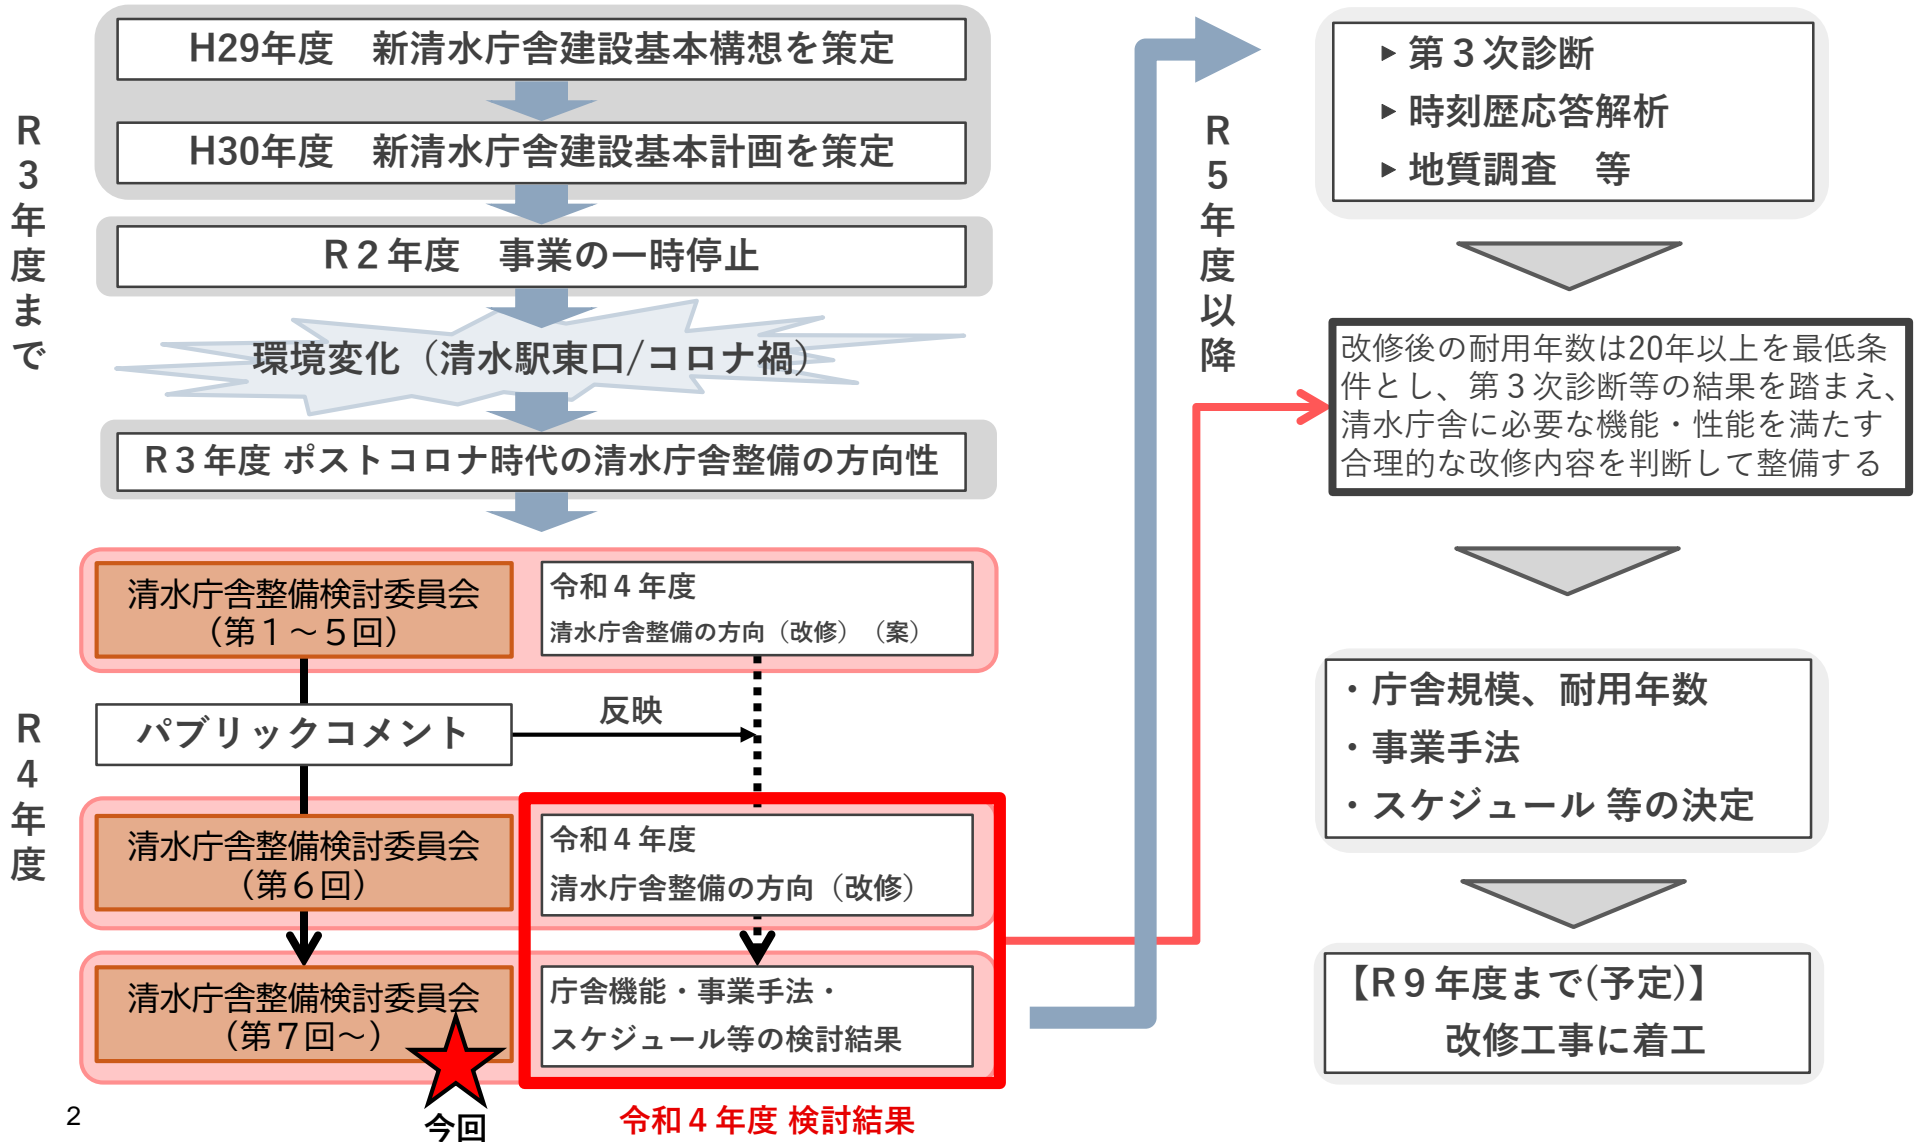 R3年度まで
H29年度　新清水庁舎建設基本構想を策定
H30年度　新清水庁舎建設基本計画を策定
R２年度　事業の一時停止
環境変化（清水駅東口/コロナ禍）
R３年度 ポストコロナ時代の清水庁舎整備の方向性
R4年度
清水庁舎整備検討委員会
（第１～５回）
令和４年度
清水庁舎整備の方向（改修）（案）
パブリックコメント
反映
清水庁舎整備検討委員会
（第６回）
令和４年度
清水庁舎整備の方向（改修）
清水庁舎整備検討委員会
（第７回～）
庁舎機能・事業手法・
スケジュール等の検討結果
今回
令和４年度 検討結果
R5年度以降
▸ 第３次診断
▸ 時刻歴応答解析
▸ 地質調査　等
改修後の耐用年数は20年以上を最低条
件とし、第３次診断等の結果を踏まえ、
清水庁舎に必要な機能・性能を満たす
合理的な改修内容を判断して整備する
・庁舎規模、耐用年数
・事業手法
・スケジュール 等の決定
【R９年度まで(予定)】
改修工事に着工
2